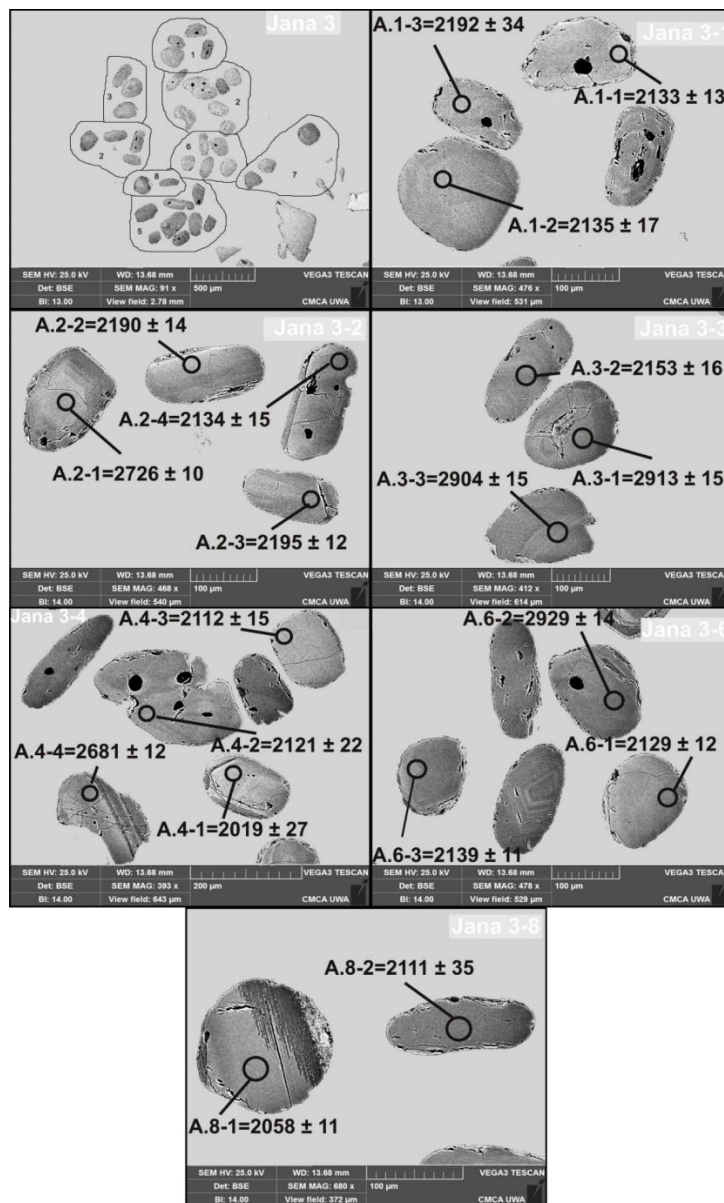 Jana 3
1
3
2
2
6
7
8
5
SEM HV: 25.0 kV WD: 13.68 mm VEGA3 TESCAN
Det: BSE SEM MAG: 91 x 500 µm
BI: 13.00 View field: 2.78 mm CMCA UWA
Jana 3-1
A.1-3=2192 ± 34
A.1-1=2133 ± 13
A.1-2=2135 ± 17
SEM HV: 25.0 kV WD: 13.68 mm VEGA3 TESCAN
Det: BSE SEM MAG: 476 x 100 µm
BI: 13.00 View field: 531 µm CMCA UWA
Jana 3-2
A.2-2=2190 ± 14
A.2-4=2134 ± 15
A.2-1=2726 ± 10
A.2-3=2195 ± 12
SEM HV: 25.0 kV WD: 13.68 mm VEGA3 TESCAN
Det: BSE SEM MAG: 468 x 100 µm
BI: 14.00 View field: 540 µm CMCA UWA
Jana 3-3
A.3-2=2153 ± 16
A.3-3=2904 ± 15
A.3-1=2913 ± 15
SEM HV: 25.0 kV WD: 13.68 mm VEGA3 TESCAN
Det: BSE SEM MAG: 412 x 100 µm
BI: 14.00 View field: 614 µm CMCA UWA
Jana 3-4
A.4-3=2112 ± 15
A.4-4=2681 ± 12
A.4-2=2121 ± 22
A.4-1=2019 ± 27
SEM HV: 25.0 kV WD: 13.68 mm VEGA3 TESCAN
Det: BSE SEM MAG: 393 x 200 µm
BI: 14.00 View field: 643 µm CMCA UWA
Jana 3-6
A.6-2=2929 ± 14
A.6-1=2129 ± 12
A.6-3=2139 ± 11
SEM HV: 25.0 kV WD: 13.68 mm VEGA3 TESCAN
Det: BSE SEM MAG: 478 x 100 µm
BI: 14.00 View field: 529 µm CMCA UWA
Jana 3-8
A.8-2=2111 ± 35
A.8-1=2058 ± 11
SEM HV: 25.0 kV WD: 13.68 mm VEGA3 TESCAN
Det: BSE SEM MAG: 680 x 100 µm
BI: 14.00 View field: 372 µm CMCA UWA